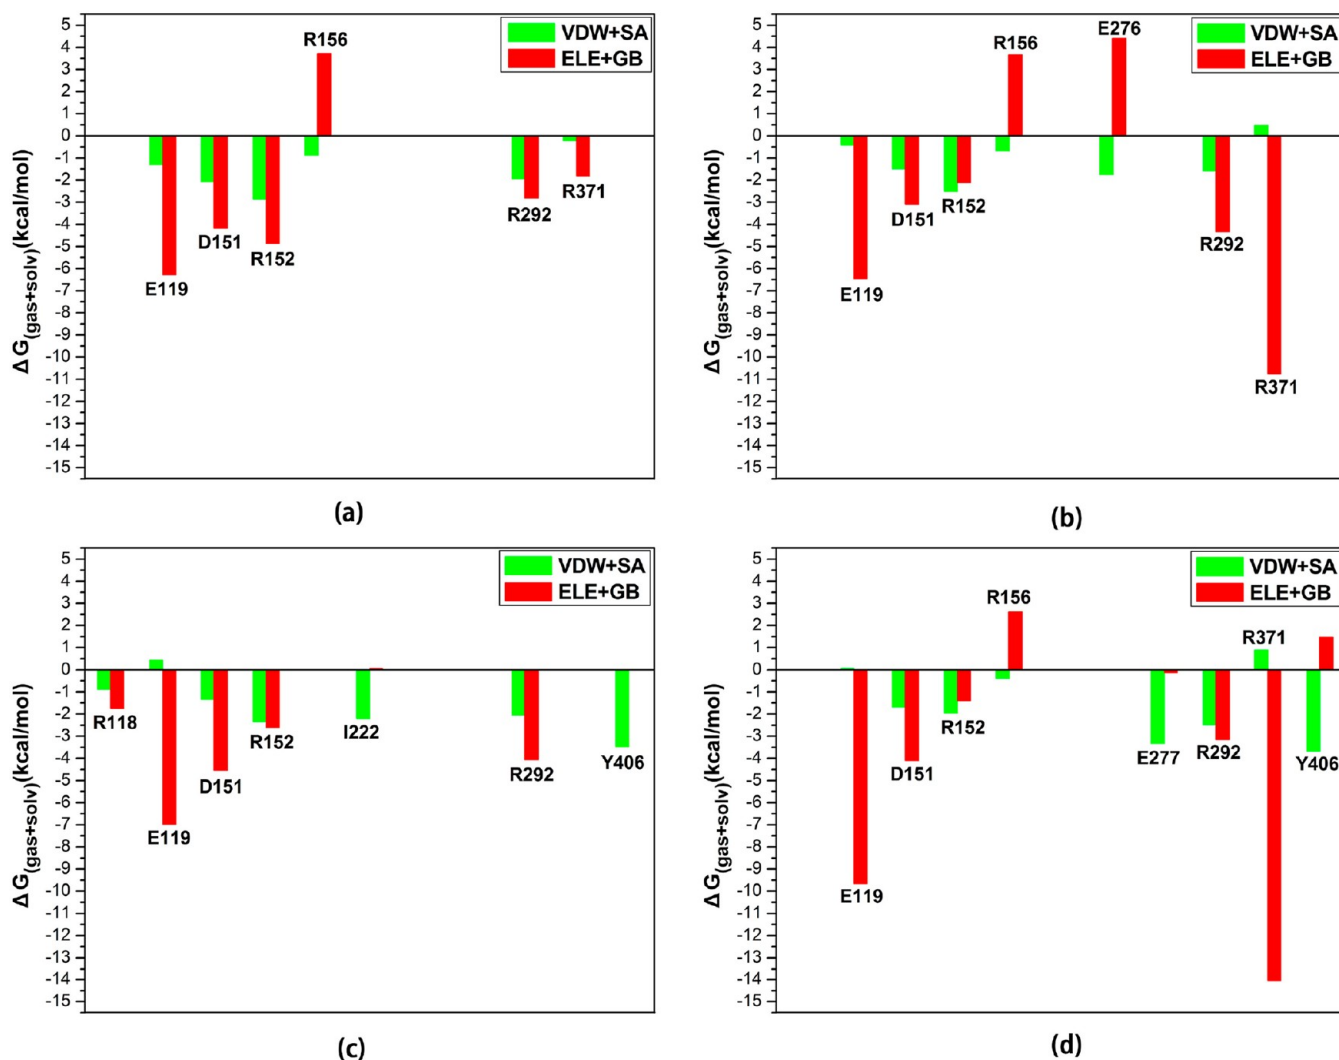 ΔG(gas+solv)(kcal/mol)
5
4
3
2
1
0
-1
-2
-3
-4
-5
-6
-7
-8
-9
-10
-11
-12
-13
-14
-15
VDW+SA
ELE+GB
R156
E119
D151
R152
R292
R371
(a)
ΔG(gas+solv)(kcal/mol)
5
4
3
2
1
0
-1
-2
-3
-4
-5
-6
-7
-8
-9
-10
-11
-12
-13
-14
-15
VDW+SA
ELE+GB
R156
E276
E119
D151
R152
R292
R371
(b)
ΔG(gas+solv)(kcal/mol)
5
4
3
2
1
0
-1
-2
-3
-4
-5
-6
-7
-8
-9
-10
-11
-12
-13
-14
-15
VDW+SA
ELE+GB
R118
E119
D151
R152
I222
R292
Y406
(c)
ΔG(gas+solv)(kcal/mol)
5
4
3
2
1
0
-1
-2
-3
-4
-5
-6
-7
-8
-9
-10
-11
-12
-13
-14
-15
VDW+SA
ELE+GB
R156
R371
E119
D151
R152
E277
R292
Y406
(d)